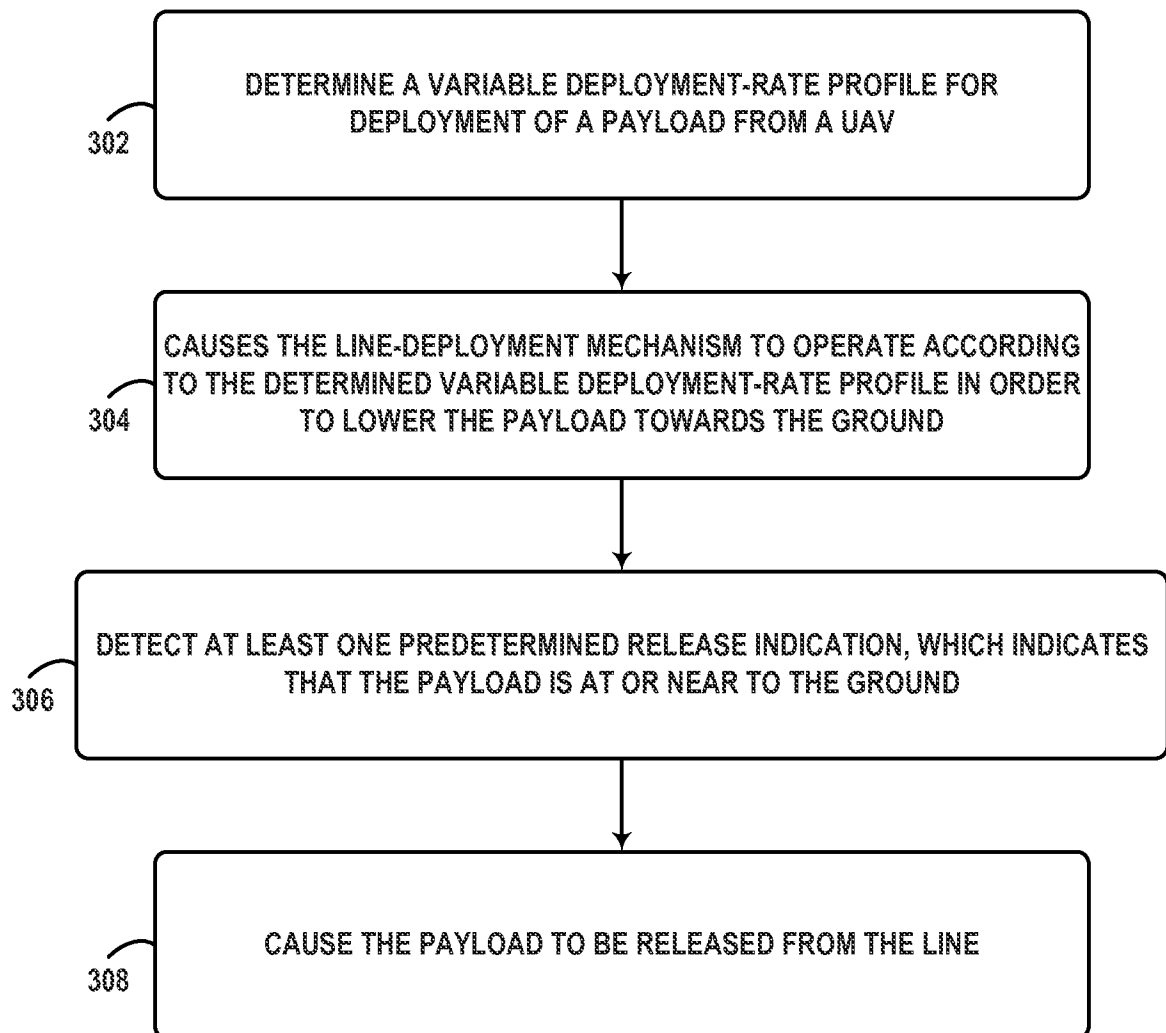 DETERMINE A VARIABLE DEPLOYMENT-RATE PROFILE FOR
DEPLOYMENT OF A PAYLOAD FROM A UAV
302
CAUSES THE LINE-DEPLOYMENT MECHANISM TO OPERATE ACCORDING
TO THE DETERMINED VARIABLE DEPLOYMENT-RATE PROFILE IN ORDER
TO LOWER THE PAYLOAD TOWARDS THE GROUND
304
DETECT AT LEAST ONE PREDETERMINED RELEASE INDICATION, WHICH INDICATES
THAT THE PAYLOAD IS AT OR NEAR TO THE GROUND
306
CAUSE THE PAYLOAD TO BE RELEASED FROM THE LINE
308